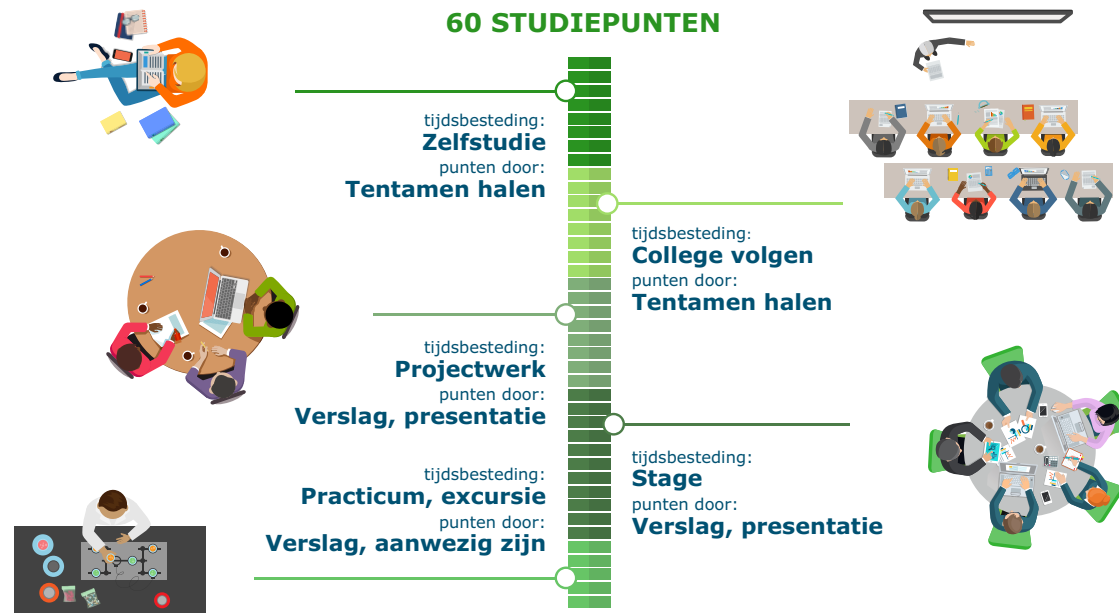 60 STUDIEPUNTEN
tijdsbesteding:
Zelfstudie
punten door:
Tentamen halen
tijdsbesteding:
College volgen
punten door:
Tentamen halen
tijdsbesteding:
Projectwerk
punten door:
Verslag, presentatie
tijdsbesteding:
Stage
punten door:
Verslag, presentatie
tijdsbesteding:
Practicum, excursie
punten door:
Verslag, aanwezig zijn